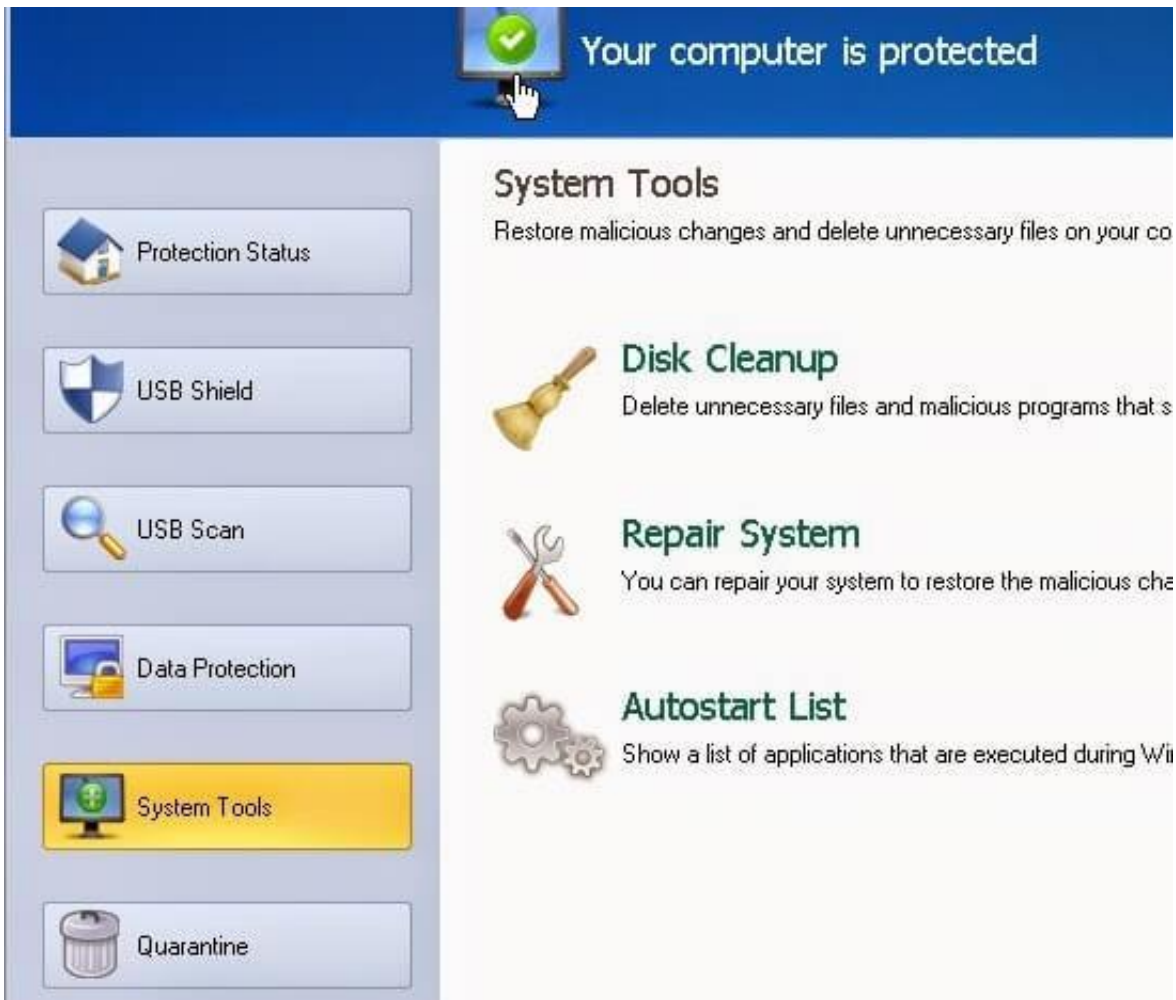 Your computer is protected
Protection Status
USB Shield
USB Scan
Data Protection
System Tools
Quarantine
System Tools
Restore malicious changes and delete unnecessary files on your co
Disk Cleanup
Delete unnecessary files and malicious programs that s
Repair System
You can repair your system to restore the malicious cha
Autostart List
Show a list of applications that are executed during Wi